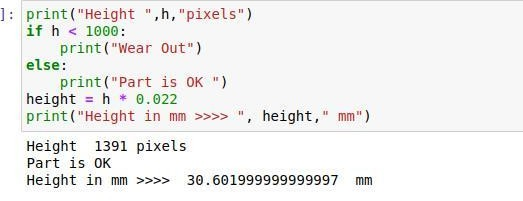 ]: print("Height ",h,"pixels")
if h < 1000:
    print("Wear Out")
else:
    print("Part is OK ")
height = h * 0.022
print("Height in mm >>>> ", height," mm")
Height  1391 pixels
Part is OK
Height in mm >>>>  30.601999999999997  mm